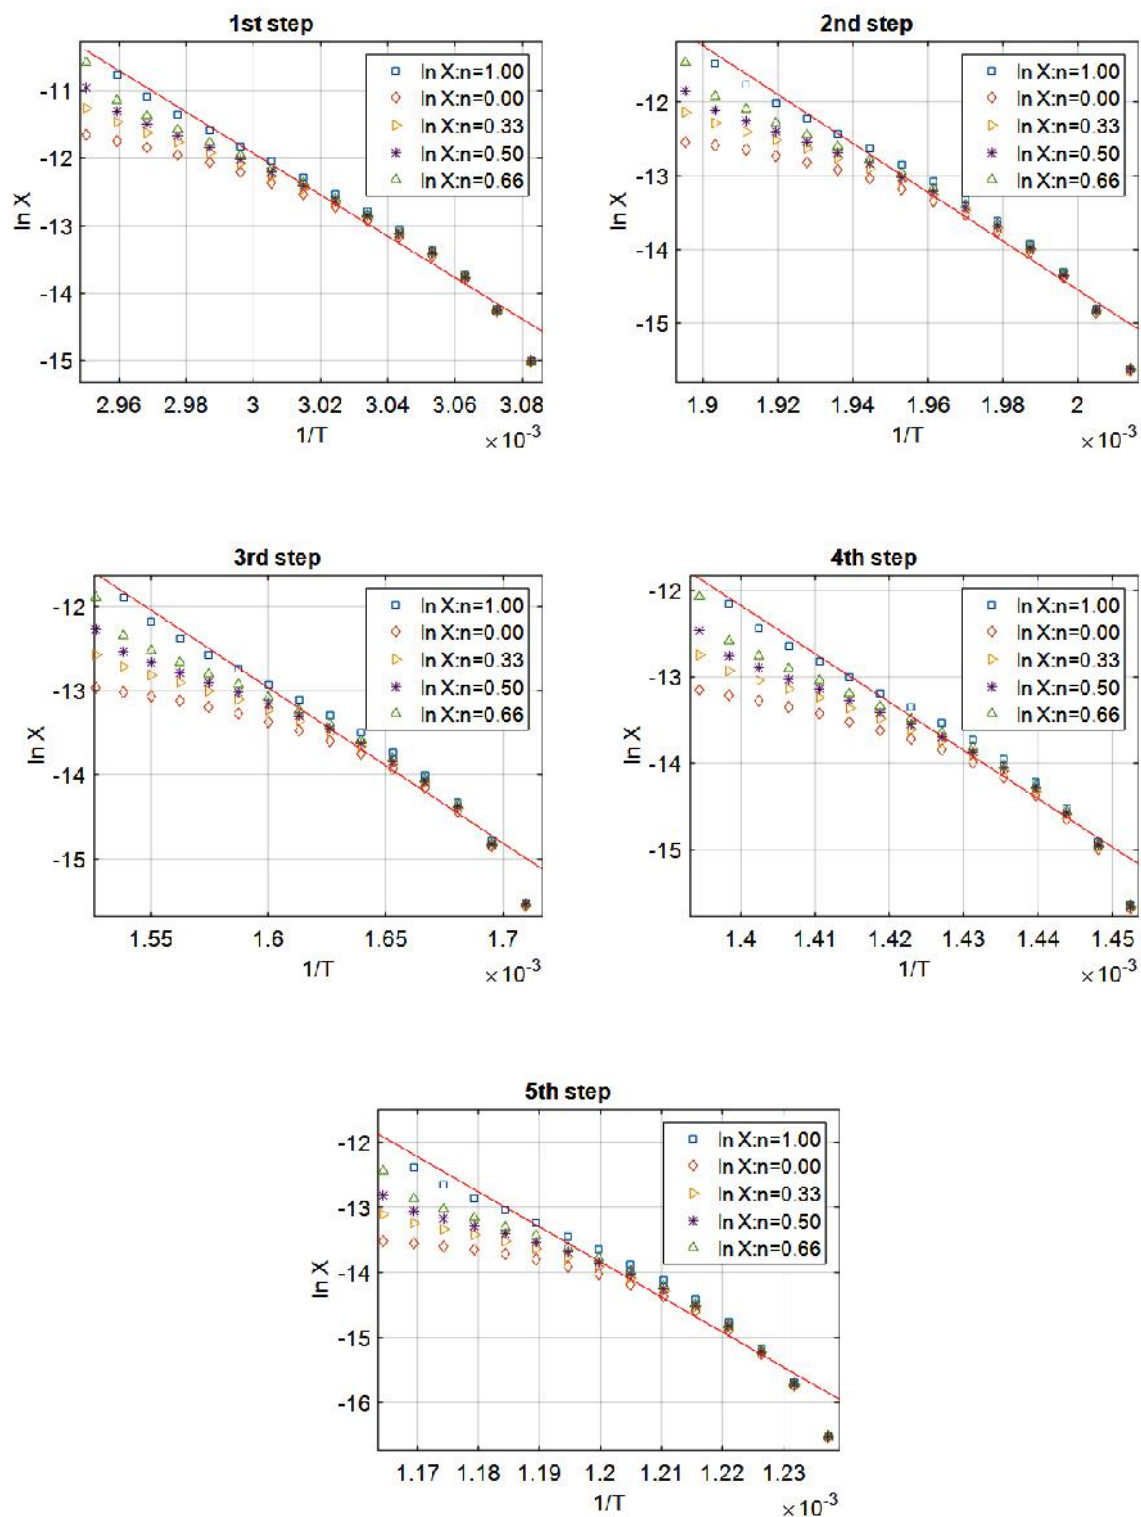 1st step
ln X
-11
-12
-13
-14
-15
ln X:n=1.00
ln X:n=0.00
ln X:n=0.33
ln X:n=0.50
ln X:n=0.66
2.96 2.98 3 3.02 3.04 3.06 3.08
1/T
×10-3
2nd step
ln X
-12
-13
-14
-15
ln X:n=1.00
ln X:n=0.00
ln X:n=0.33
ln X:n=0.50
ln X:n=0.66
1.9 1.92 1.94 1.96 1.98 2
1/T
×10-3
3rd step
ln X
-12
-13
-14
-15
ln X:n=1.00
ln X:n=0.00
ln X:n=0.33
ln X:n=0.50
ln X:n=0.66
1.55 1.6 1.65 1.7
1/T
×10-3
4th step
ln X
-12
-13
-14
-15
ln X:n=1.00
ln X:n=0.00
ln X:n=0.33
ln X:n=0.50
ln X:n=0.66
1.4 1.41 1.42 1.43 1.44 1.45
1/T
×10-3
5th step
ln X
-12
-13
-14
-15
-16
ln X:n=1.00
ln X:n=0.00
ln X:n=0.33
ln X:n=0.50
ln X:n=0.66
1.17 1.18 1.19 1.2 1.21 1.22 1.23
1/T
×10-3